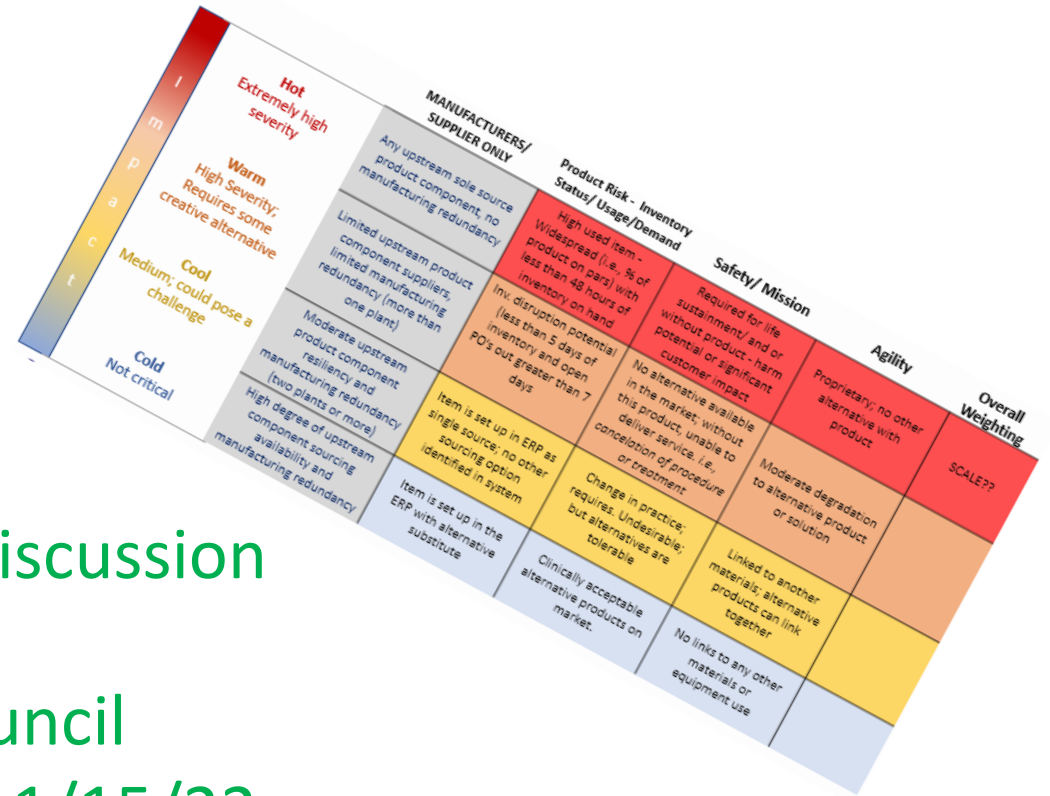 I
m
p
a
c
t
Hot
Extremely high
severity
Warm
High Severity;
Requires some
creative alternative
Cool
Medium; could pose a
challenge
Cold
Not critical
MANUFACTURERS/
SUPPLIER ONLY
Any upstream sole source
product component, no
manufacturing redundancy
Limited upstream product
component suppliers,
limited manufacturing
redundancy (more than
one plant)
Moderate upstream
product component
resiliency and
manufacturing redundancy
(two plants or more)
High degree of upstream
component sourcing
availability and
manufacturing redundancy
Product Risk - Inventory
Status/ Usage/Demand
High used item -
Widespread (i.e., % of
product on pars) with
less than 48 hours of
inventory on hand
Inv. disruption potential
(less than 5 days of
inventory and open
PO's out greater than 7
days
Item is set up in ERP as
single source; no other
sourcing option
identified in system
Item is set up in the
ERP with alternative
substitute
Safety/ Mission
Required for life
sustainment/ and or
without product - harm
potential or significant
customer impact
No alternative available
in the market; without
this product, unable to
deliver service. i.e.,
cancelation of procedure
or treatment
Change in practice;
requires. Undesirable;
but alternatives are
tolerable
Clinically acceptable
alternative products on
market.
Agility
Proprietary; no other
alternative with
product
Moderate degradation
to alternative product
or solution
Linked to another
materials; alternative
products can link
together
No links to any other
materials or
equipment use
Overall
Weighting
SCALE??
iscussion
uncil
1/15/22